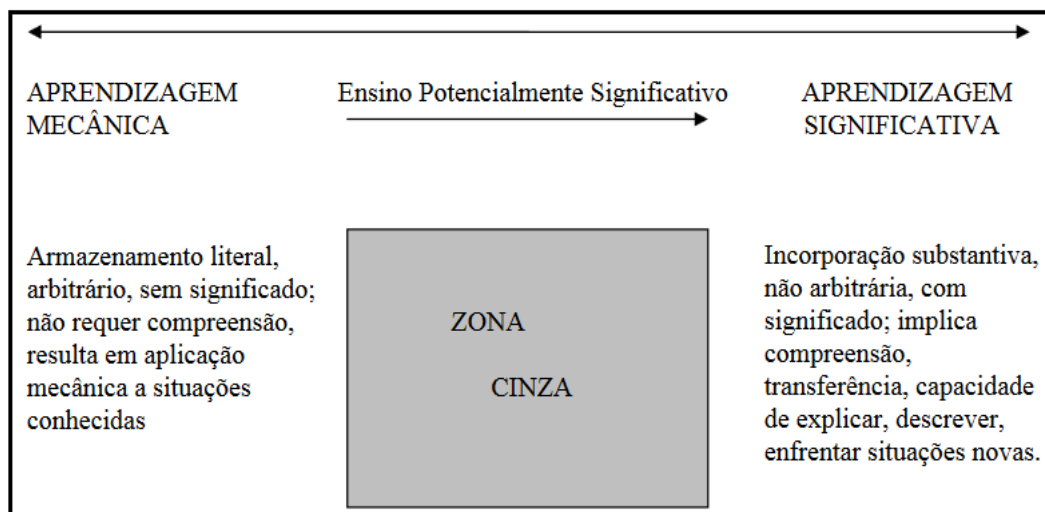 APRENDIZAGEM
MECÂNICA
Ensino Potencialmente Significativo
APRENDIZAGEM
SIGNIFICATIVA
Armazenamento literal,
arbitrário, sem significado;
não requer compreensão,
resulta em aplicação
mecânica a situações
conhecidas
ZONA
CINZA
Incorporação substantiva,
não arbitrária, com
significado; implica
compreensão,
transferência, capacidade
de explicar, descrever,
enfrentar situações novas.